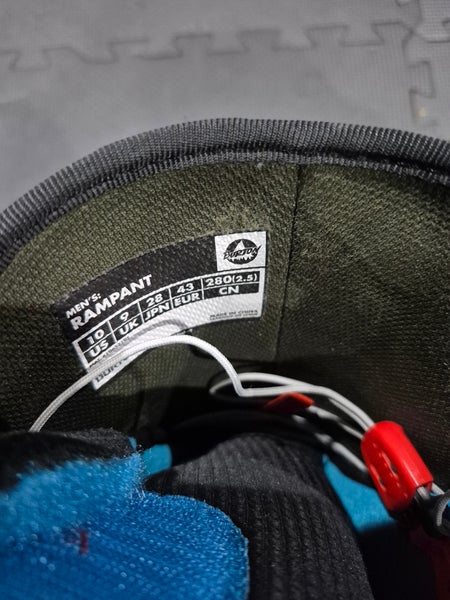 BURTON
MEN'S:
RAMPANT
10 9 28 43 280(2.5)
US UK JPN EUR CN
MADE IN CHINA